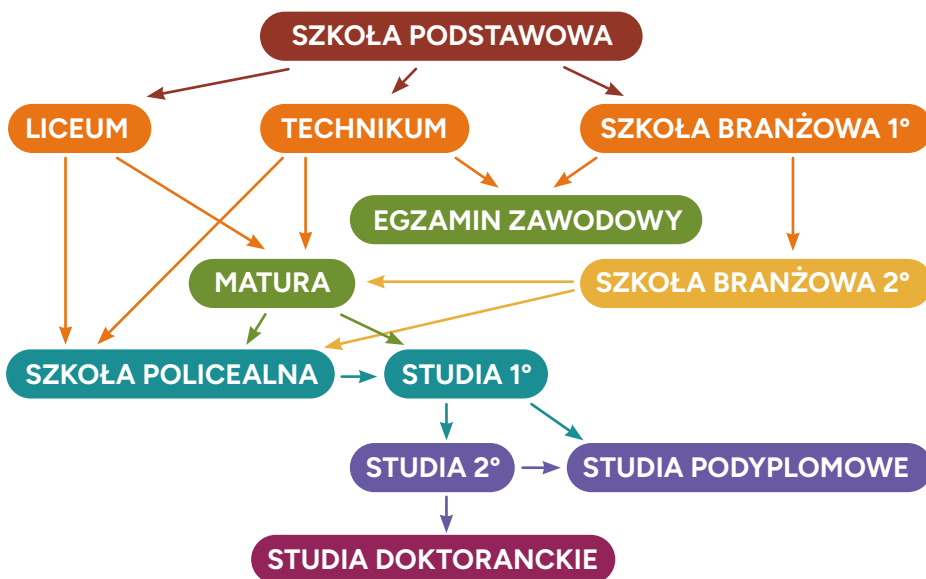 SZKOŁA PODSTAWOWA
LICEUM
TECHNIKUM
SZKOŁA BRANŻOWA 1°
EGZAMIN ZAWODOWY
MATURA
SZKOŁA BRANŻOWA 2°
SZKOŁA POLICEALNA
STUDIA 1°
STUDIA 2°
STUDIA PODYPLOMOWE
STUDIA DOKTORANCKIE